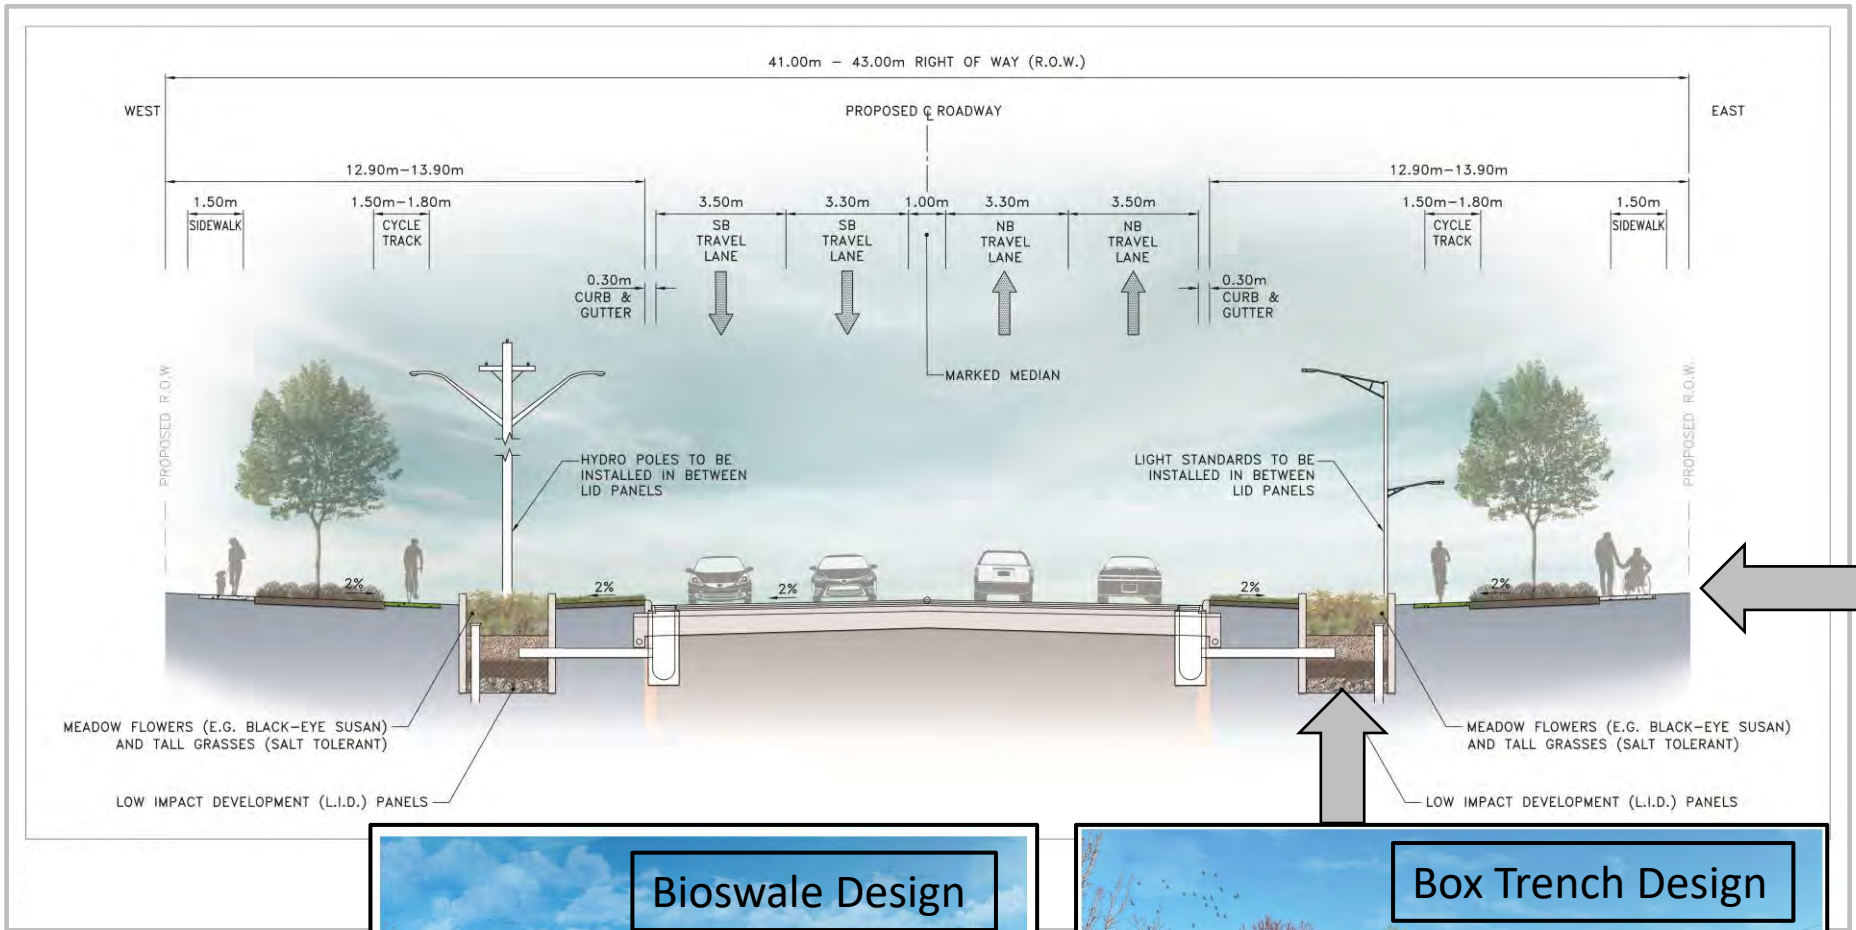 41.00m – 43.00m RIGHT OF WAY (R.O.W.)
WEST
PROPOSED ℄ ROADWAY
EAST
12.90m–13.90m
12.90m–13.90m
1.50m
SIDEWALK
1.50m–1.80m
CYCLE
TRACK
3.50m
SB
TRAVEL
LANE
3.30m
SB
TRAVEL
LANE
1.00m
3.30m
NB
TRAVEL
LANE
3.50m
NB
TRAVEL
LANE
1.50m–1.80m
CYCLE
TRACK
1.50m
SIDEWALK
0.30m
CURB &
GUTTER
0.30m
CURB &
GUTTER
MARKED MEDIAN
PROPOSED R.O.W
PROPOSED R.O.W.
HYDRO POLES TO BE
INSTALLED IN BETWEEN
LID PANELS
LIGHT STANDARDS TO BE
INSTALLED IN BETWEEN
LID PANELS
2%
2%
2%
2%
2%
MEADOW FLOWERS (E.G. BLACK–EYE SUSAN)
AND TALL GRASSES (SALT TOLERANT)
MEADOW FLOWERS (E.G. BLACK–EYE SUSAN)
AND TALL GRASSES (SALT TOLERANT)
LOW IMPACT DEVELOPMENT (L.I.D.) PANELS
LOW IMPACT DEVELOPMENT (L.I.D.) PANELS
Bioswale Design
Box Trench Design